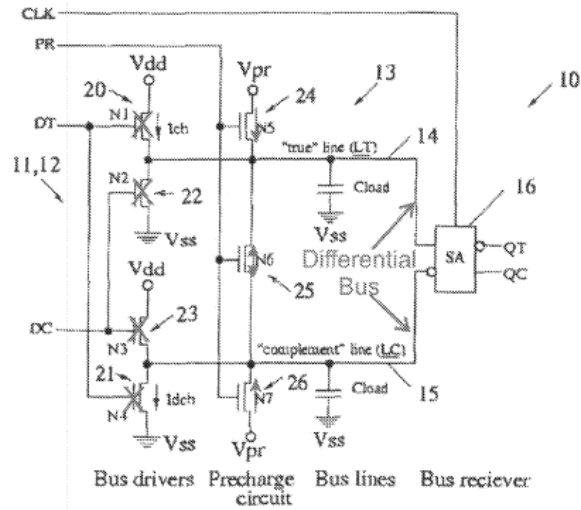 CLK
PR
Vdd
Vpr
20
24
13
10
N1
Ich
N5
DT
"true" line (LT)
14
11,12
N2
22
Cload
16
Vss
Vss
SA
QT
QC
N6
Differential
Bus
Vdd
25
23
DC
N3
"complement" line (LC)
21
26
Cload
15
N4
Idch
N7
Vss
Vpr
Vss
Bus drivers
Precharge
circuit
Bus lines
Bus reciever